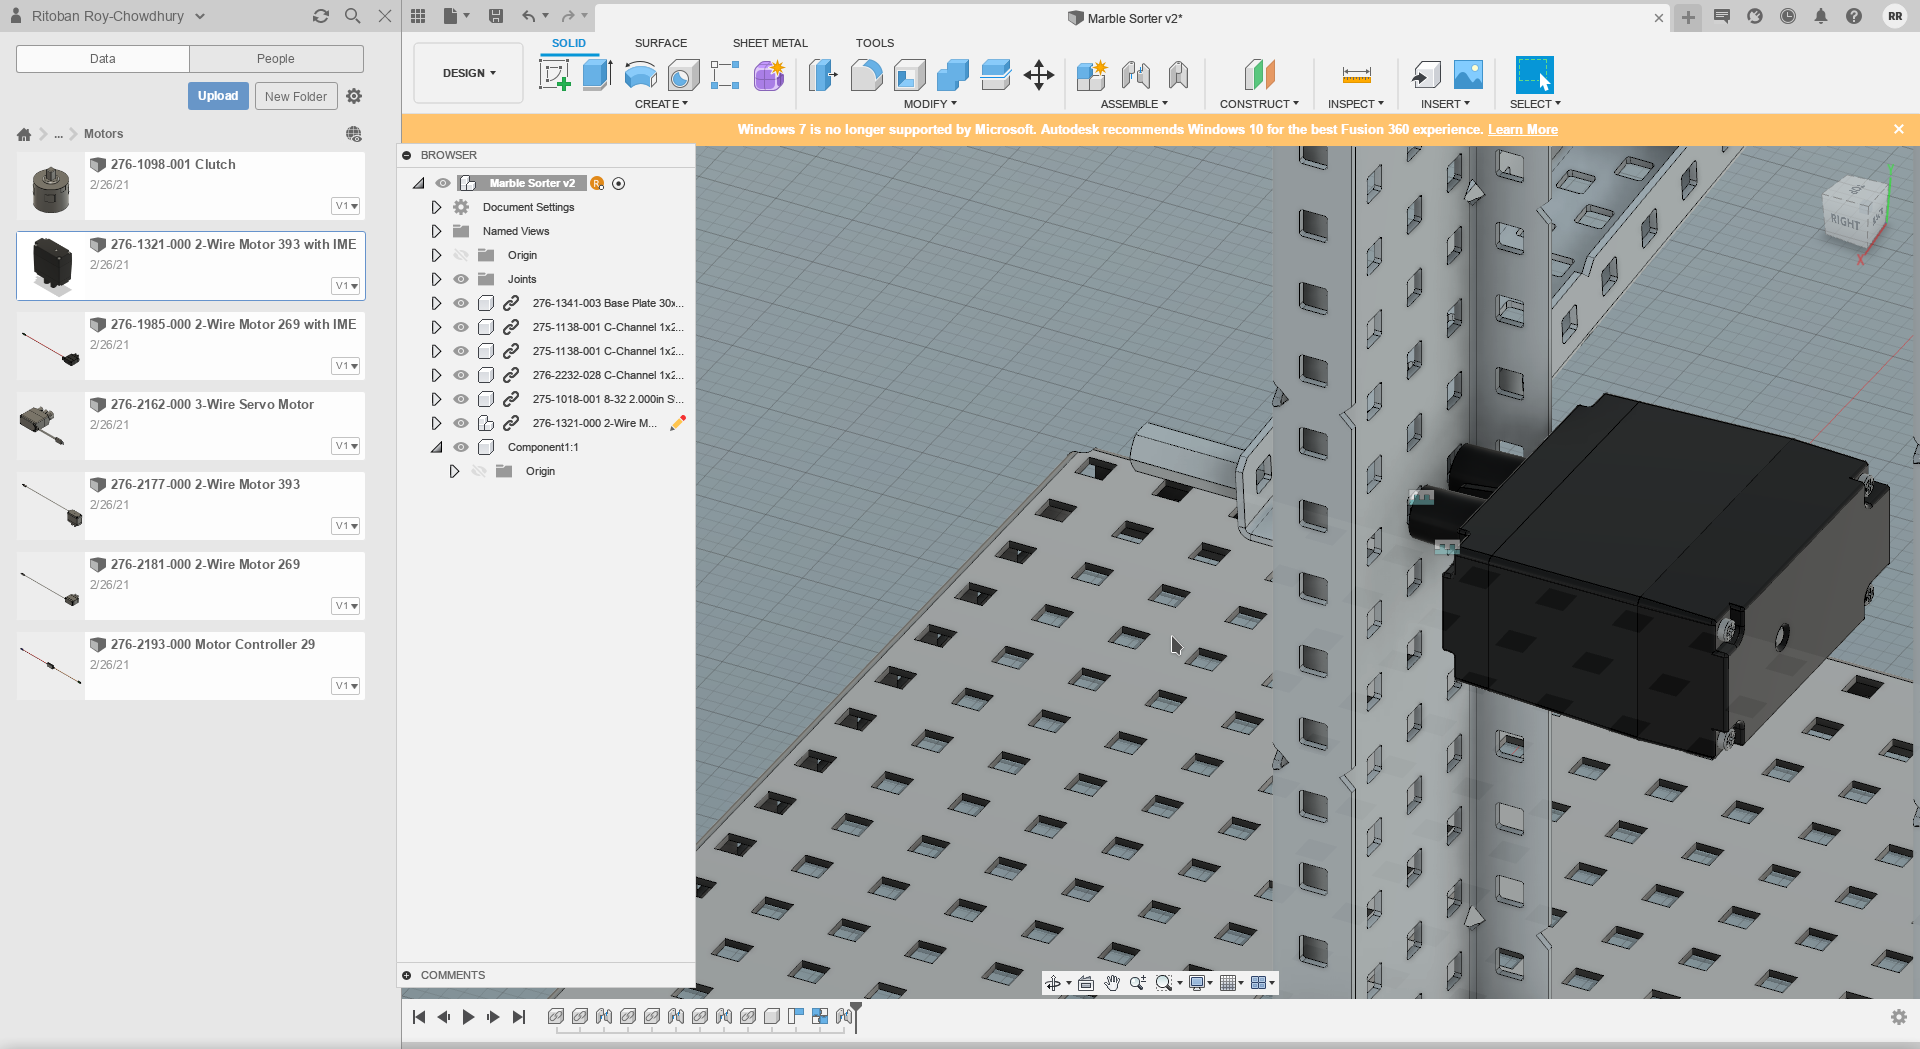 Ritoban Roy-Chowdhury
Marble Sorter v2*
RR
Data
People
Upload
New Folder
...
Motors
276-1098-001 Clutch
2/26/21
V1
276-1321-000 2-Wire Motor 393 with IME
2/26/21
V1
276-1985-000 2-Wire Motor 269 with IME
2/26/21
V1
276-2162-000 3-Wire Servo Motor
2/26/21
V1
276-2177-000 2-Wire Motor 393
2/26/21
V1
276-2181-000 2-Wire Motor 269
2/26/21
V1
276-2193-000 Motor Controller 29
2/26/21
V1
DESIGN
SOLID
SURFACE
SHEET METAL
TOOLS
CREATE
MODIFY
ASSEMBLE
CONSTRUCT
INSPECT
INSERT
SELECT
Windows 7 is no longer supported by Microsoft. Autodesk recommends Windows 10 for the best Fusion 360 experience. Learn More
BROWSER
Marble Sorter v2
Document Settings
Named Views
Origin
Joints
276-1341-003 Base Plate 30x...
275-1138-001 C-Channel 1x2...
275-1138-001 C-Channel 1x2...
276-2232-028 C-Channel 1x2...
275-1018-001 8-32 2.000in S...
276-1321-000 2-Wire M...
Component1:1
Origin
COMMENTS
TOP
RIGHT
Y
X